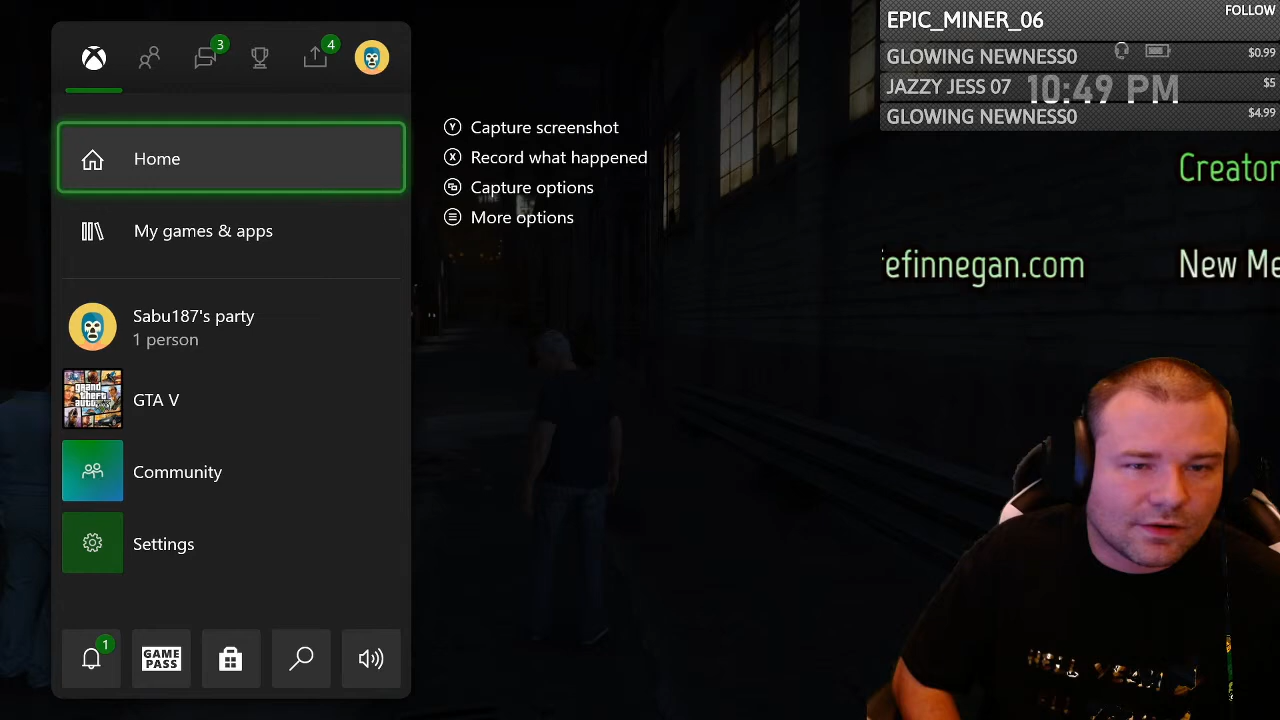 3
4
Home
My games & apps
Sabu187's party
1 person
GTA V
Community
Settings
1
GAME
PASS
Capture screenshot
Record what happened
Capture options
More options
EPIC_MINER_06 FOLLOW
GLOWING NEWNESS0 $0.99
JAZZY JESS 07 $5
10:49 PM
GLOWING NEWNESS0 $4.99
Creator
efinnegan.com
New Me